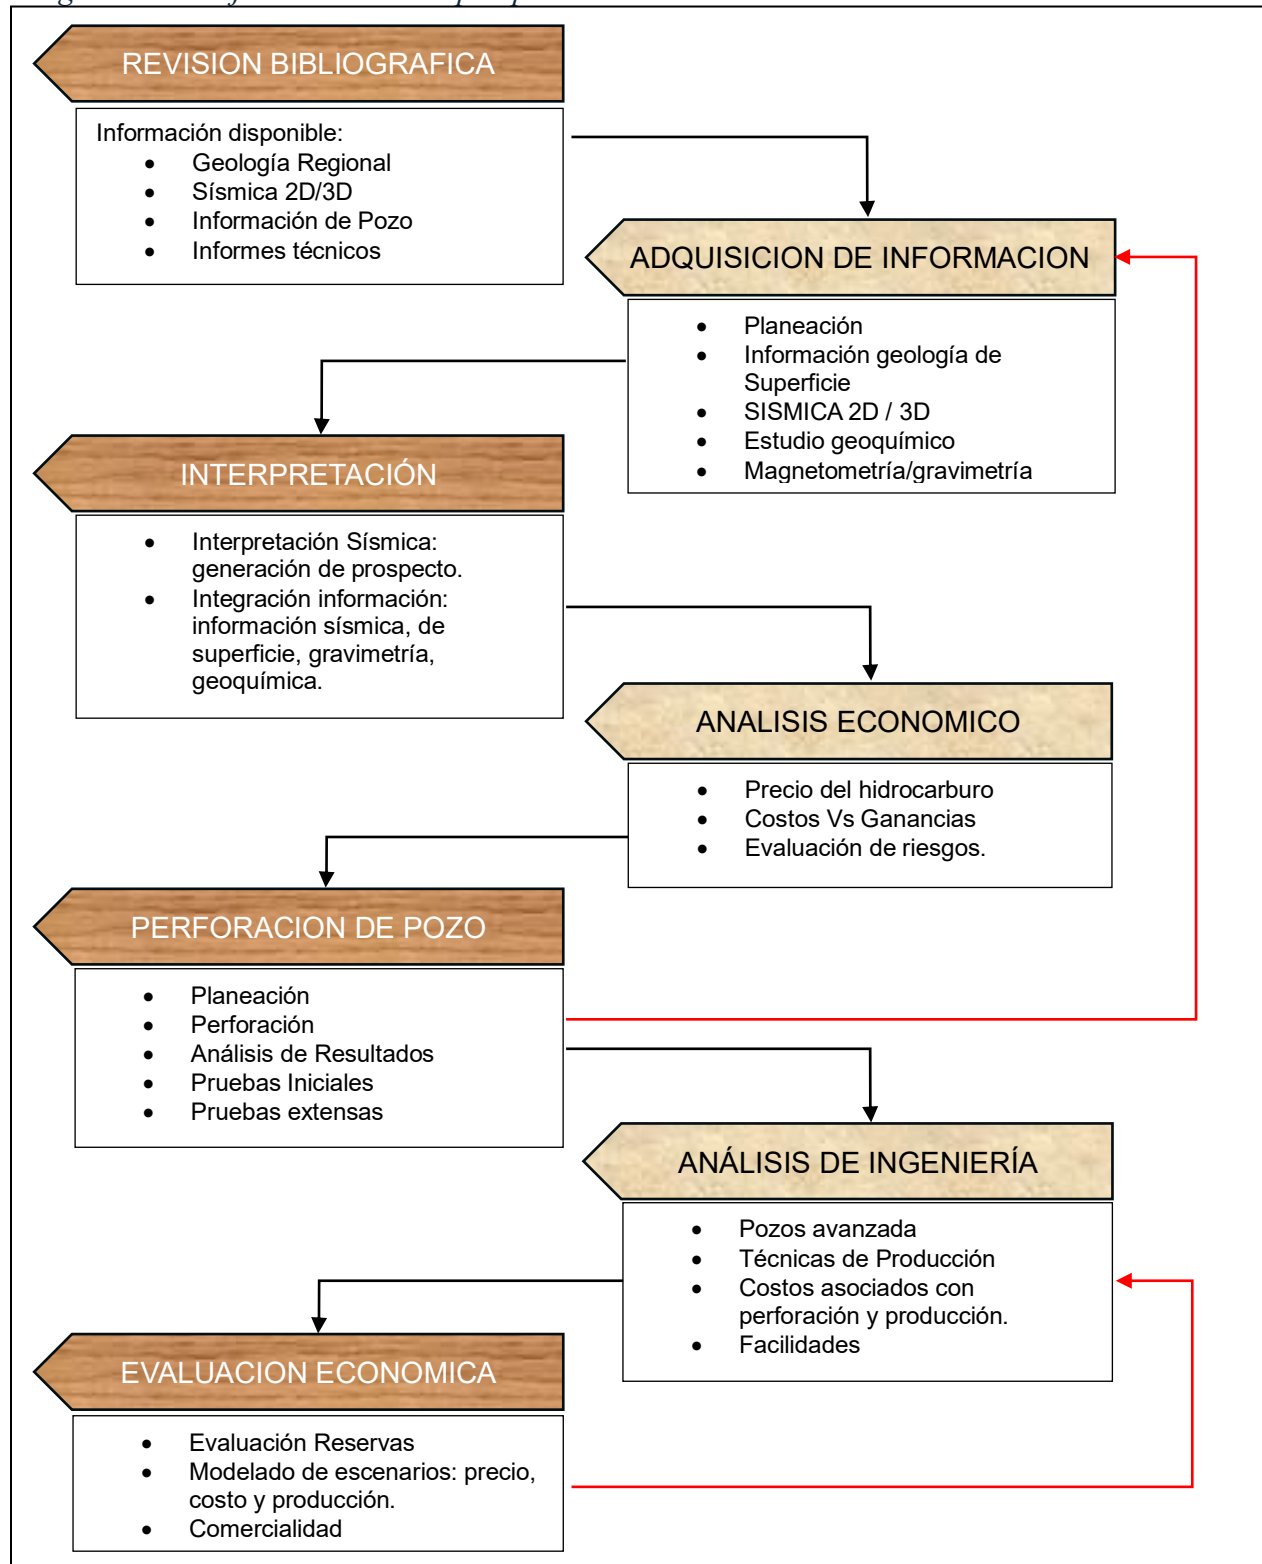 REVISION BIBLIOGRAFICA
Información disponible:
• Geología Regional
• Sísmica 2D/3D
• Información de Pozo
• Informes técnicos
ADQUISICION DE INFORMACION
• Planeación
• Información geología de
Superficie
• SISMICA 2D / 3D
• Estudio geoquímico
• Magnetometría/gravimetría
INTERPRETACIÓN
• Interpretación Sísmica:
generación de prospecto.
• Integración información:
información sísmica, de
superficie, gravimetría,
geoquímica.
ANALISIS ECONOMICO
• Precio del hidrocarburo
• Costos Vs Ganancias
• Evaluación de riesgos.
PERFORACION DE POZO
• Planeación
• Perforación
• Análisis de Resultados
• Pruebas Iniciales
• Pruebas extensas
ANÁLISIS DE INGENIERÍA
• Pozos avanzada
• Técnicas de Producción
• Costos asociados con
perforación y producción.
• Facilidades
EVALUACION ECONOMICA
• Evaluación Reservas
• Modelado de escenarios: precio,
costo y producción.
• Comercialidad